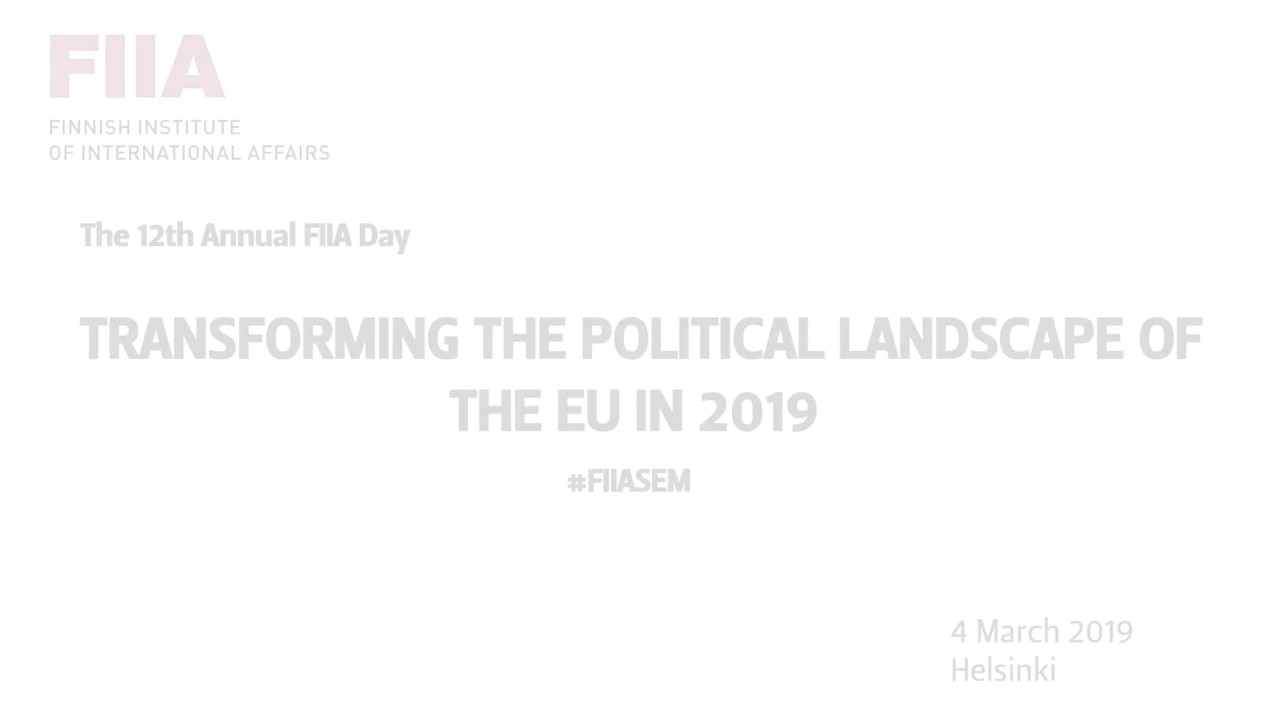 FIIA
FINNISH INSTITUTE
OF INTERNATIONAL AFFAIRS
The 12th Annual FIIA Day
TRANSFORMING THE POLITICAL LANDSCAPE OF
THE EU IN 2019
#FIIASEM
4 March 2019
Helsinki